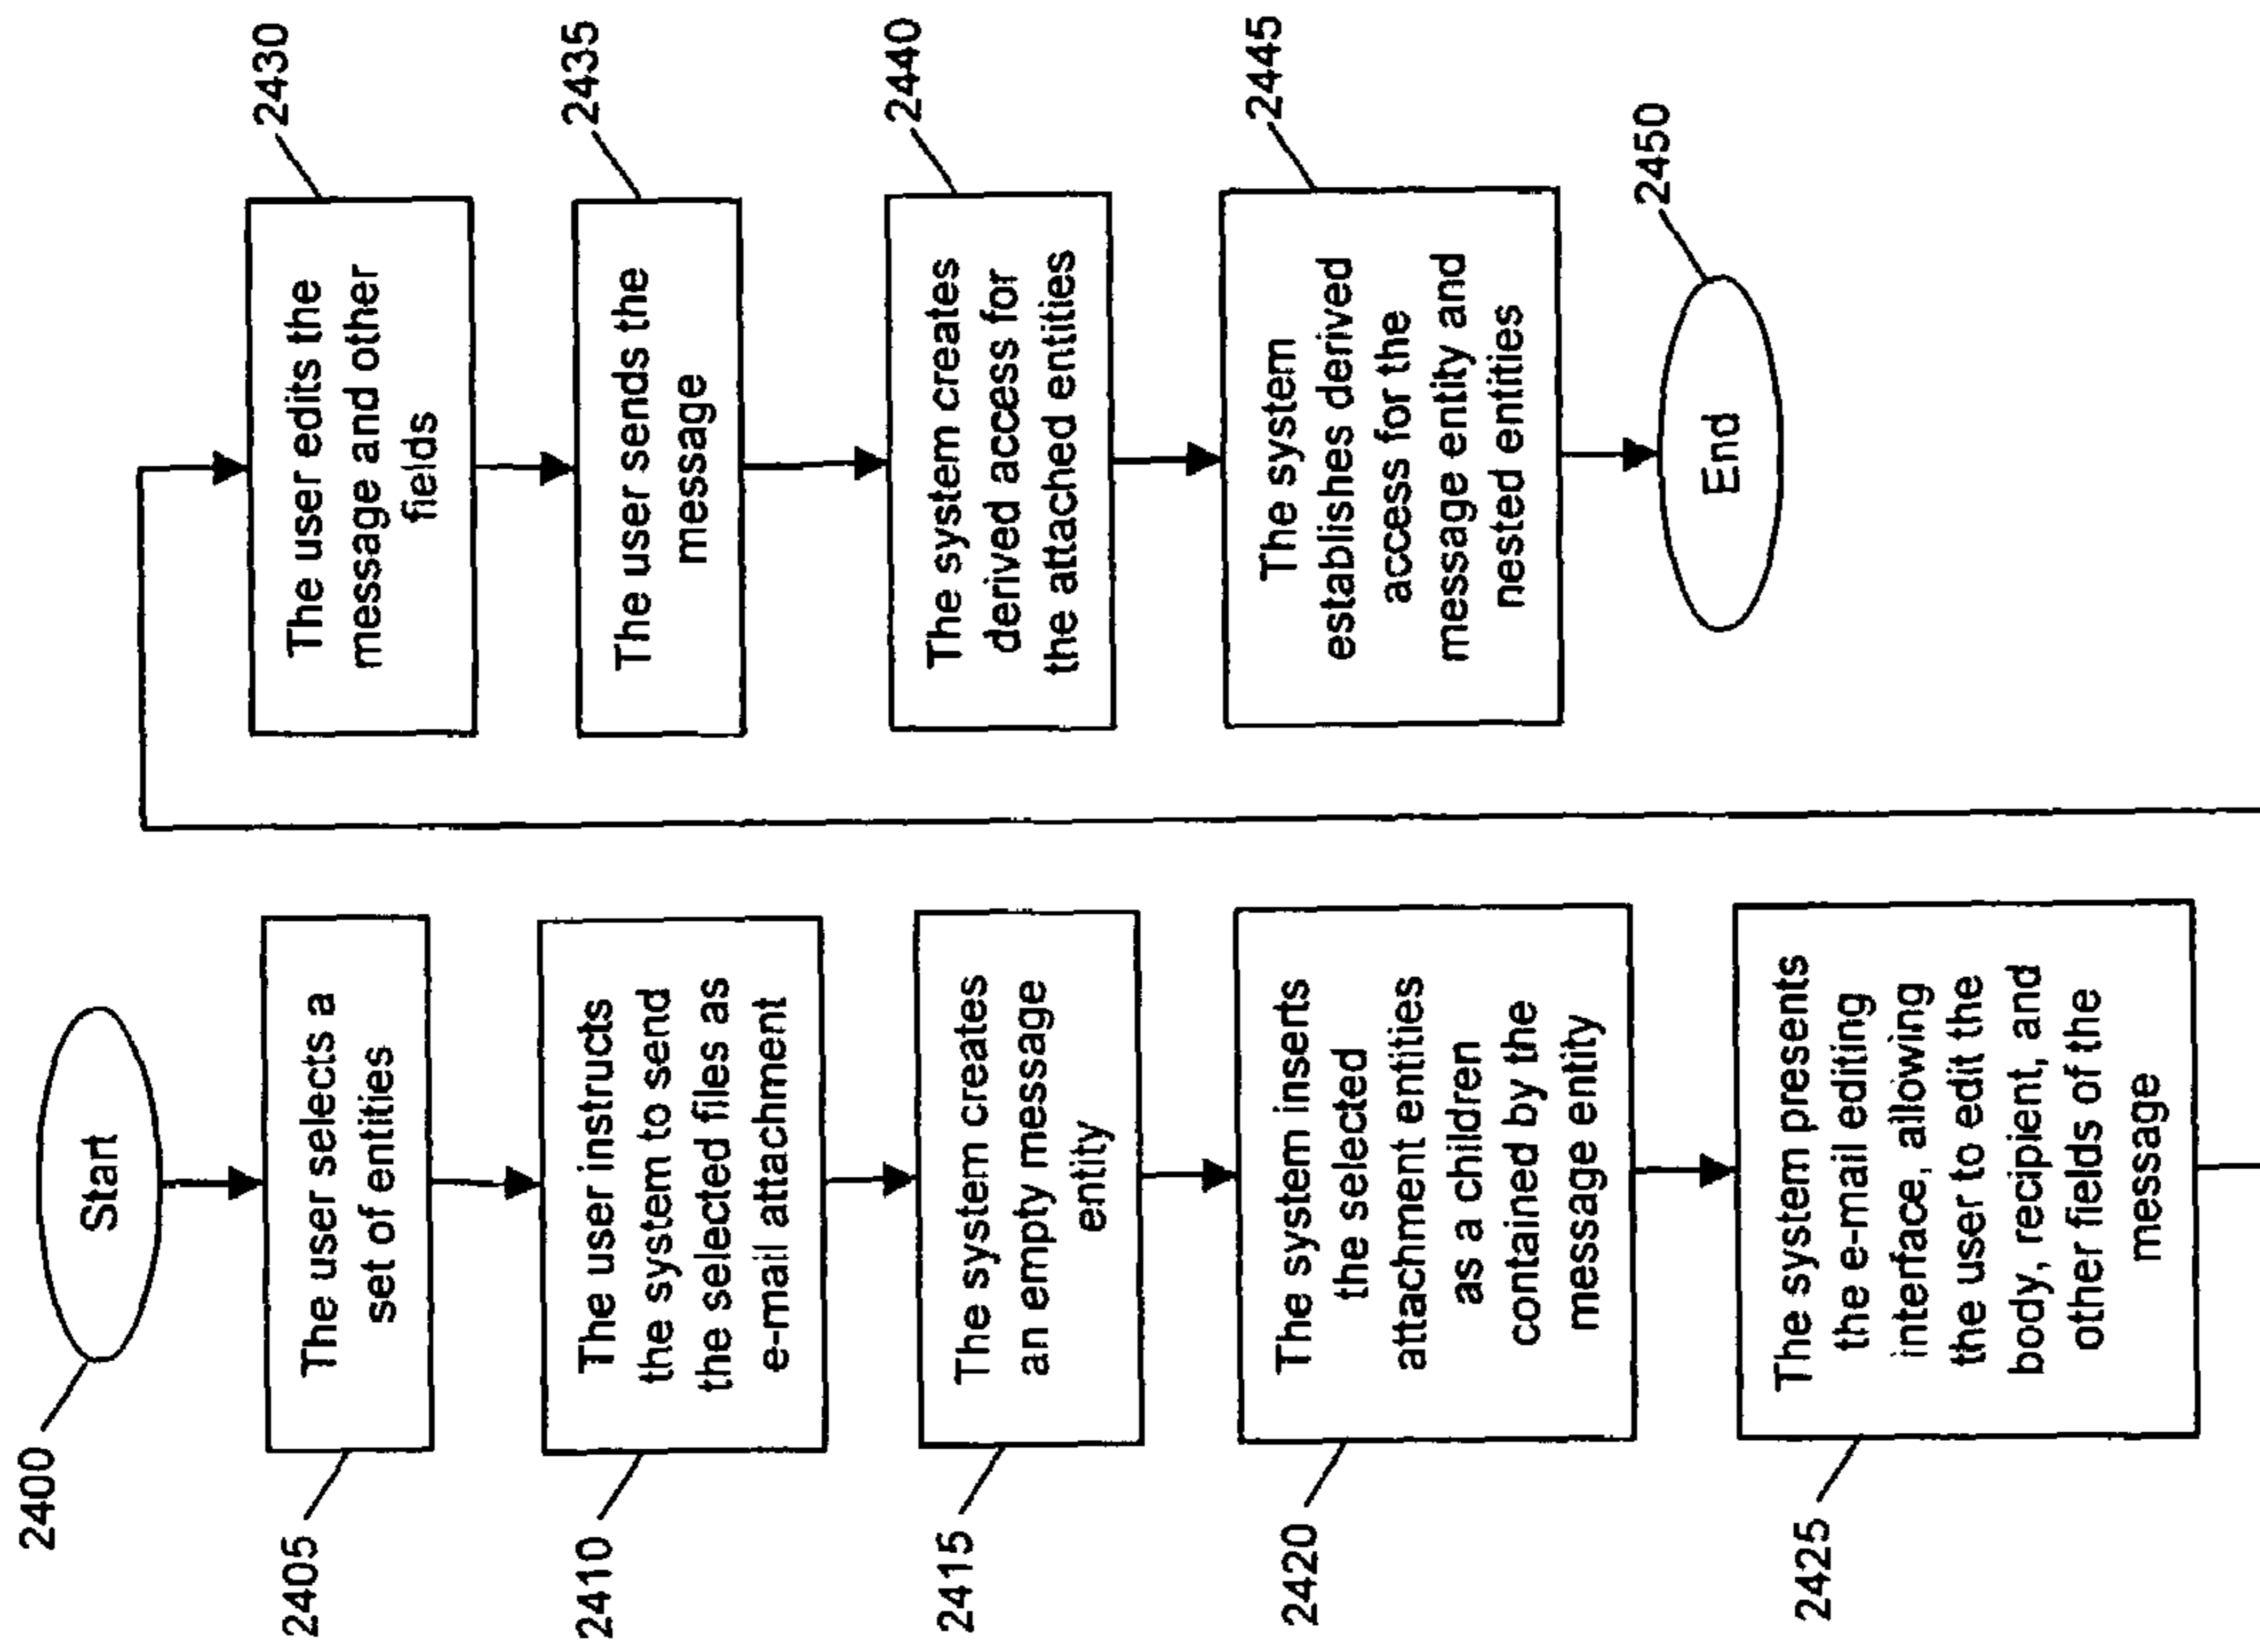 2400
Start
2405
The user selects a
set of entities
2410
The user instructs
the system to send
the selected files as
e-mail attachment
2415
The system creates
an empty message
entity
2420
The system inserts
the selected
attachment entities
as a children
contained by the
message entity
2425
The system presents
the e-mail editing
interface, allowing
the user to edit the
body, recipient, and
other fields of the
message
2430
The user edits the
message and other
fields
2435
The user sends the
message
2440
The system creates
derived access for
the attached entities
2445
The system
establishes derived
access for the
message entity and
nested entities
2450
End